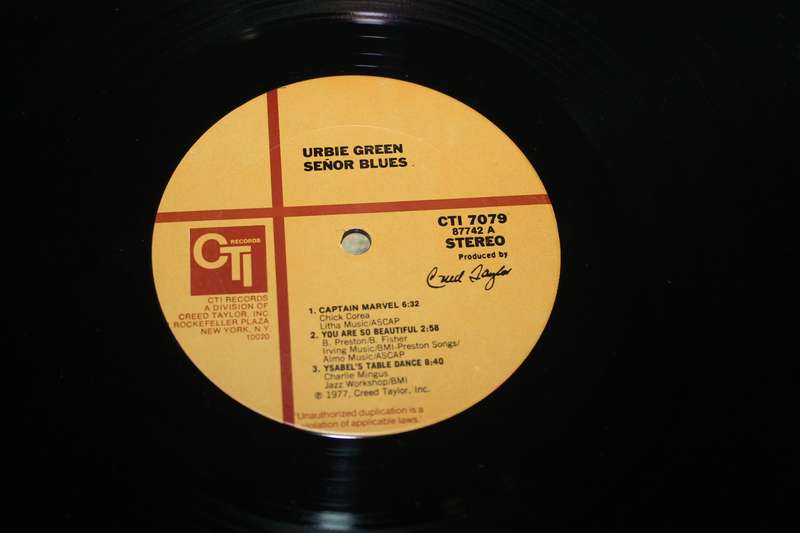 URBIE GREEN
SEÑOR BLUES
CTI 7079
87742 A
STEREO
Produced by
Creed Taylor
CTI RECORDS
CTI RECORDS
A DIVISION OF
CREED TAYLOR, INC.
ROCKEFELLER PLAZA
NEW YORK, N.Y.
10020
1. CAPTAIN MARVEL 6:32
Chick Corea
Litha Music/ASCAP
2. YOU ARE SO BEAUTIFUL 2:58
B. Preston/B. Fisher
Irving Music/BMI-Preston Songs/
Almo Music/ASCAP
3. YSABEL'S TABLE DANCE 8:40
Charlie Mingus
Jazz Workshop/BMI
℗ 1977, Creed Taylor, Inc.
Unauthorized duplication is a
violation of applicable laws.